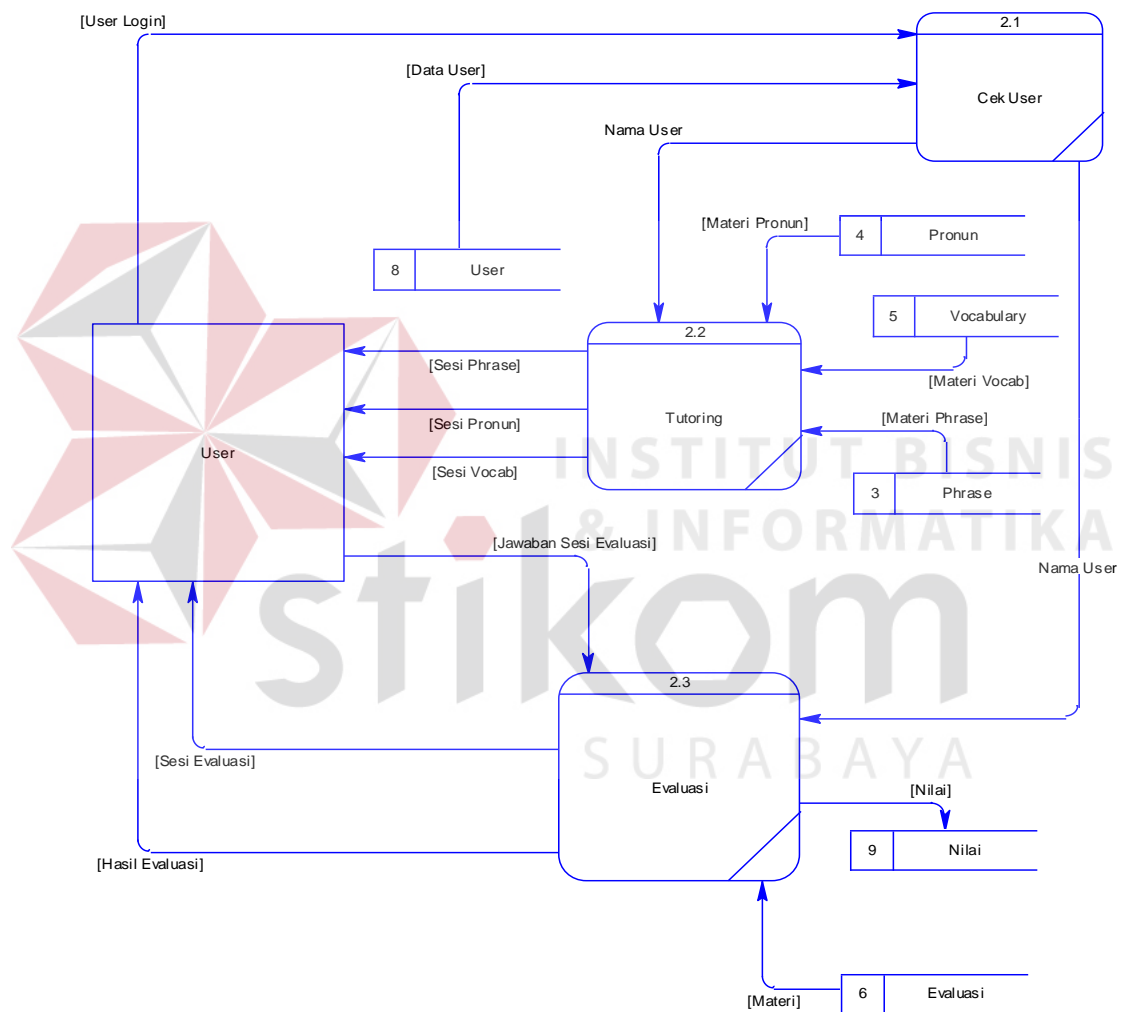 [User Login]
2.1
[Data User]
Cek User
Nama User
[Materi Pronun]
4
Pronun
8
User
5
Vocabulary
2.2
[Sesi Phrase]
[Materi Vocab]
[Sesi Pronun]
Tutoring
[Materi Phrase]
User
[Sesi Vocab]
INSTITUT BISNIS
3
Phrase
& INFORMATIKA
[Jawaban Sesi Evaluasi]
Nama User
stikom
2.3
SURABAYA
[Sesi Evaluasi]
Evaluasi
[Nilai]
9
Nilai
[Hasil Evaluasi]
6
Evaluasi
[Materi]